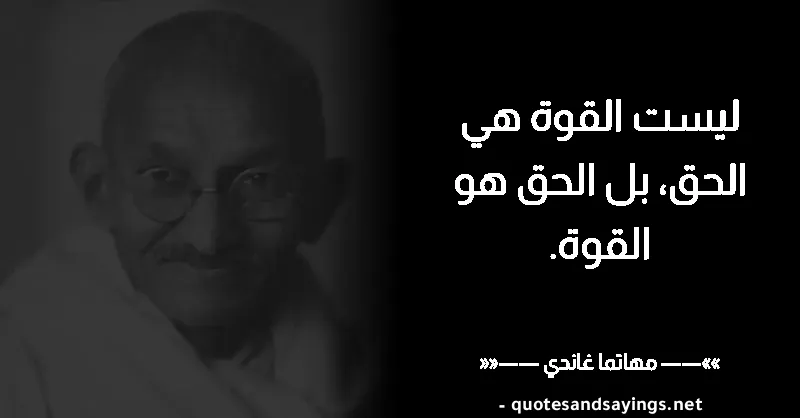 ليست القوة هي
الحق، بل الحق هو
القوة.
»»—— مهاتما غاندي ——««
- quotesandsayings.net